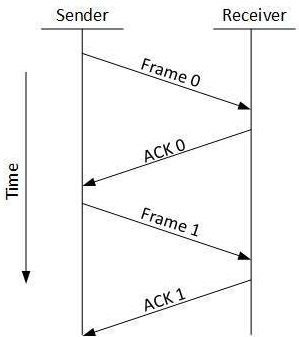 Sender
Receiver
Frame 0
ACK 0
Time
Frame 1
ACK 1